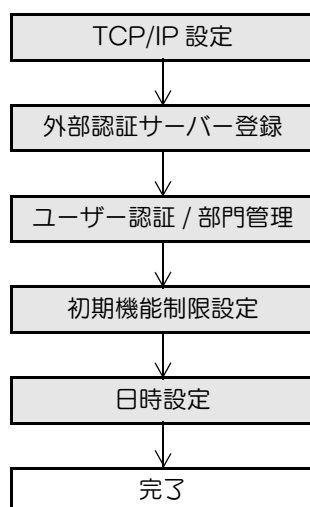 TCP/IP 設定
外部認証サーバー登録
ユーザー認証 / 部門管理
初期機能制限設定
日時設定
完了